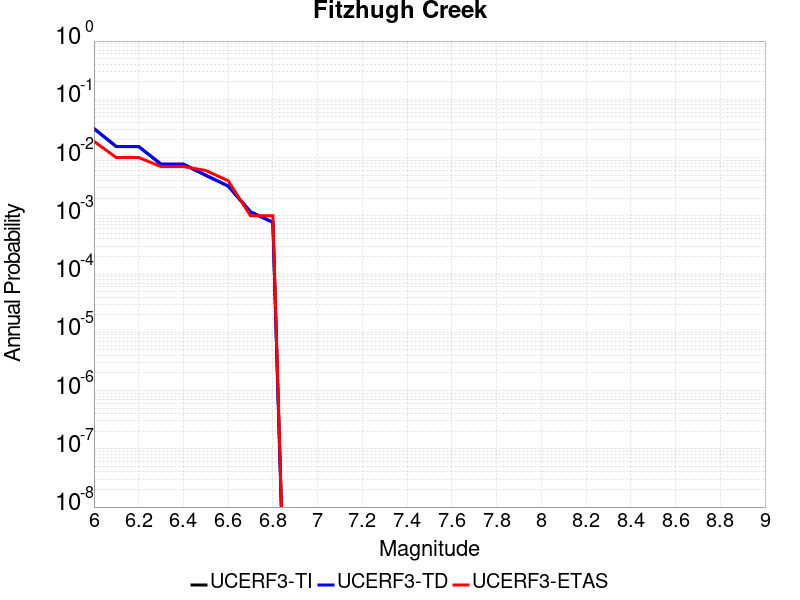 Fitzhugh Creek
10^0
10^-1
10^-2
10^-3
10^-4
10^-5
10^-6
10^-7
10^-8
Annual Probability
6 6.2 6.4 6.6 6.8 7 7.2 7.4 7.6 7.8 8 8.2 8.4 8.6 8.8 9
Magnitude
UCERF3-TI UCERF3-TD UCERF3-ETAS